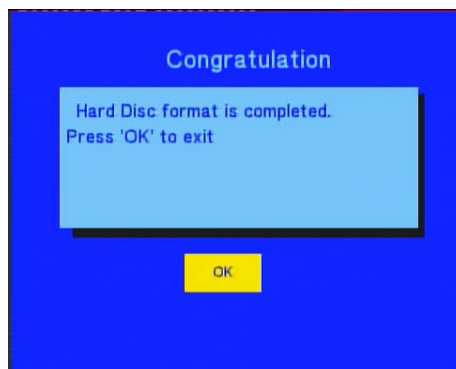 Congratulation
Hard Disc format is completed.
Press 'OK' to exit
OK